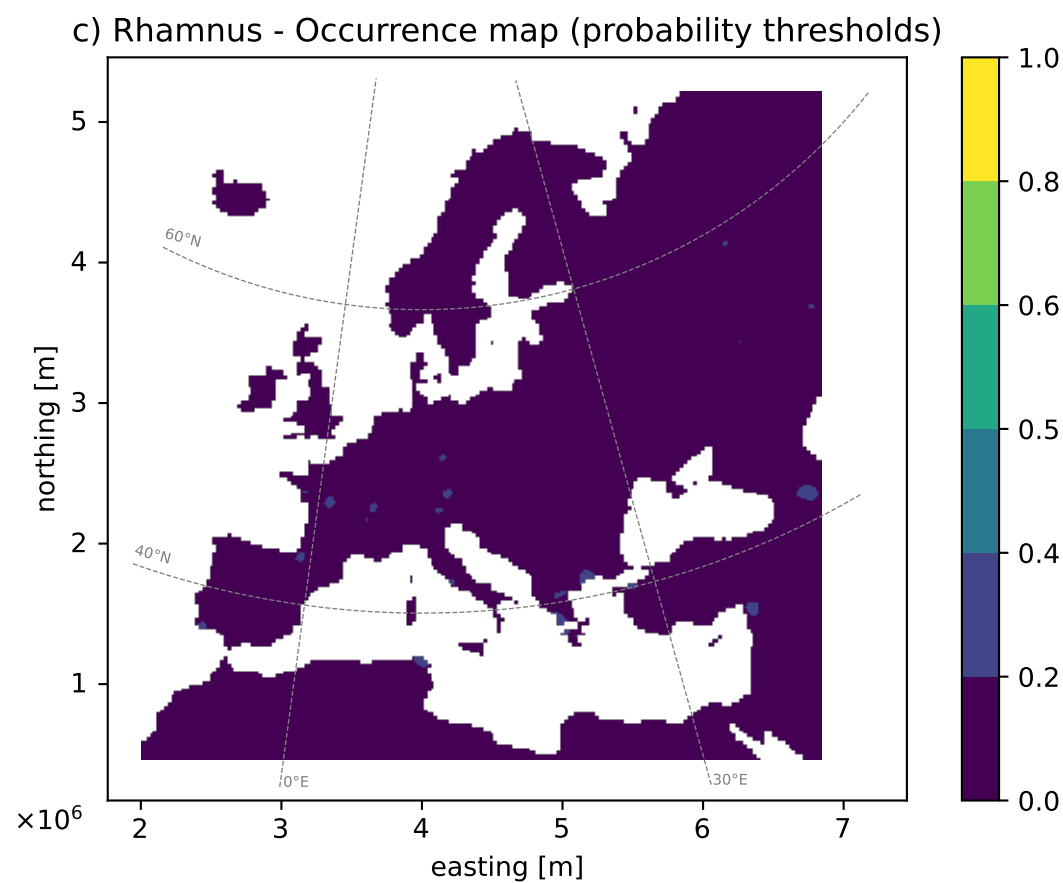 c) Rhamnus - Occurrence map (probability thresholds)
northing [m]
5
4
3
2
1
60°N
40°N
0°E
30°E
×10⁶
2 3 4 5 6 7
easting [m]
1.0
0.8
0.6
0.5
0.4
0.2
0.0